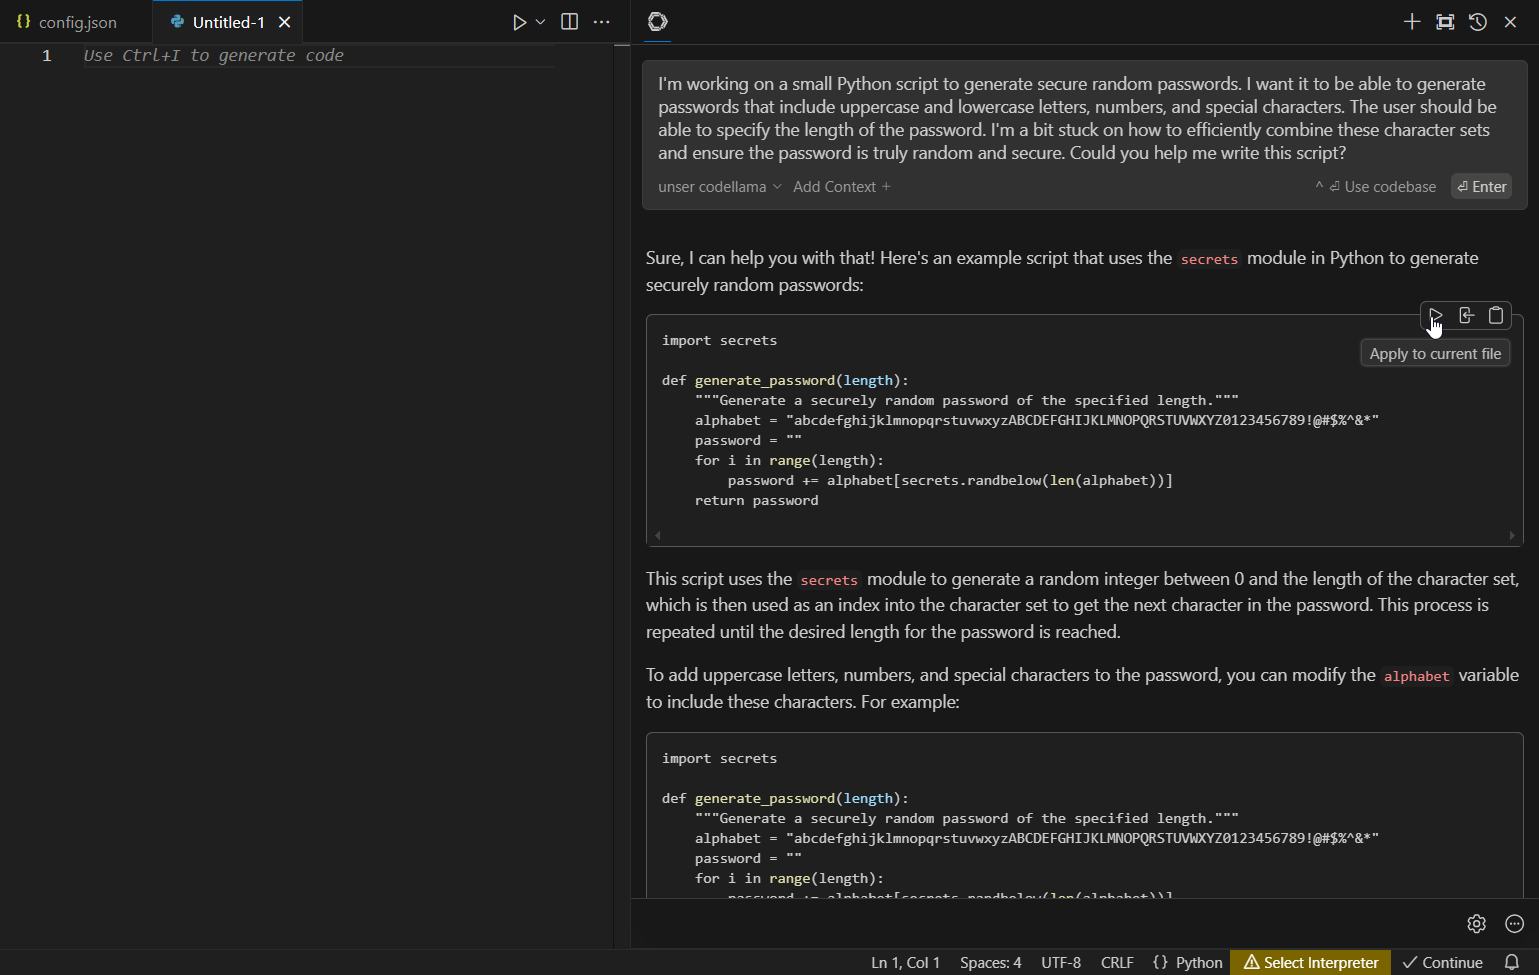 {} config.json
Untitled-1
1 Use Ctrl+I to generate code
I'm working on a small Python script to generate secure random passwords. I want it to be able to generate
passwords that include uppercase and lowercase letters, numbers, and special characters. The user should be
able to specify the length of the password. I'm a bit stuck on how to efficiently combine these character sets
and ensure the password is truly random and secure. Could you help me write this script?
unser codellama Add Context + ^ ⏎ Use codebase ⏎ Enter
Sure, I can help you with that! Here's an example script that uses the secrets module in Python to generate
securely random passwords:
Apply to current file
import secrets
def generate_password(length):
"""Generate a securely random password of the specified length."""
alphabet = "abcdefghijklmnopqrstuvwxyzABCDEFGHIJKLMNOPQRSTUVWXYZ0123456789!@#$%^&*"
password = ""
for i in range(length):
password += alphabet[secrets.randbelow(len(alphabet))]
return password
This script uses the secrets module to generate a random integer between 0 and the length of the character set,
which is then used as an index into the character set to get the next character in the password. This process is
repeated until the desired length for the password is reached.
To add uppercase letters, numbers, and special characters to the password, you can modify the alphabet variable
to include these characters. For example:
import secrets
def generate_password(length):
"""Generate a securely random password of the specified length."""
alphabet = "abcdefghijklmnopqrstuvwxyzABCDEFGHIJKLMNOPQRSTUVWXYZ0123456789!@#$%^&*"
password = ""
for i in range(length):
password += alphabet[secrets.randbelow(len(alphabet))]
Ln 1, Col 1 Spaces: 4 UTF-8 CRLF {} Python Select Interpreter Continue